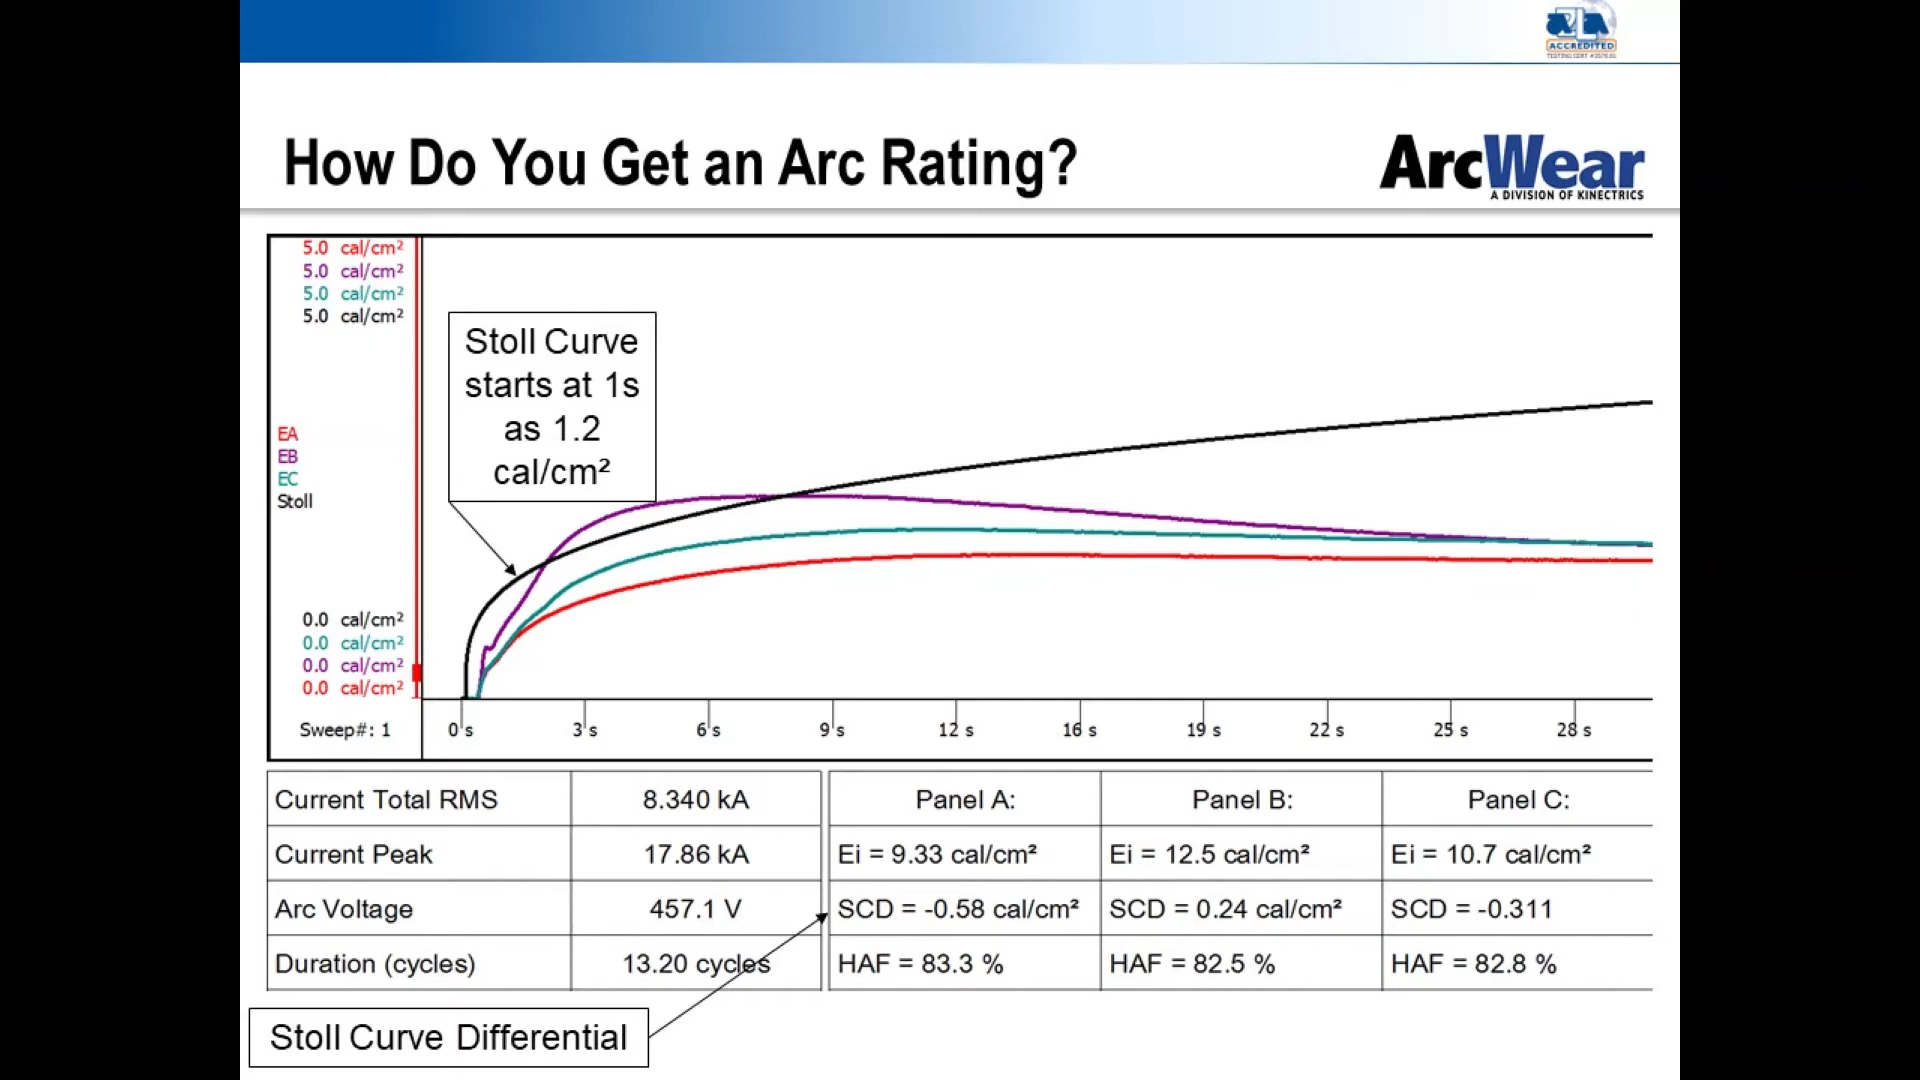 ACCREDITED
How Do You Get an Arc Rating?
ArcWear
A DIVISION OF KINECTRICS
5.0 cal/cm²
5.0 cal/cm²
5.0 cal/cm²
5.0 cal/cm²
Stoll Curve
starts at 1s
as 1.2
cal/cm²
EA
EB
EC
Stoll
0.0 cal/cm²
0.0 cal/cm²
0.0 cal/cm²
0.0 cal/cm²
Sweep#: 1
0's 3's 6's 9's 12 s 16 s 19 s 22 s 25 s 28 s
Current Total RMS 8.340 kA Panel A: Panel B: Panel C:
Current Peak 17.86 kA Ei = 9.33 cal/cm² Ei = 12.5 cal/cm² Ei = 10.7 cal/cm²
Arc Voltage 457.1 V SCD = -0.58 cal/cm² SCD = 0.24 cal/cm² SCD = -0.311
Duration (cycles) 13.20 cycles HAF = 83.3 % HAF = 82.5 % HAF = 82.8 %
Stoll Curve Differential